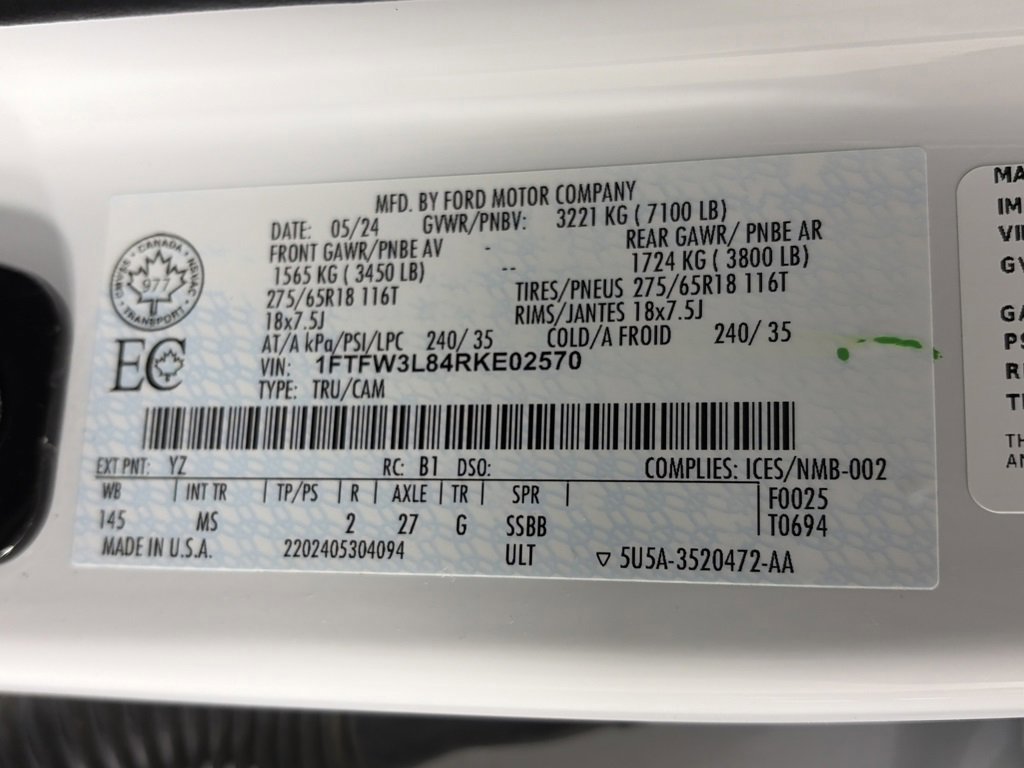 MFD. BY FORD MOTOR COMPANY
DATE: 05/24 GVWR/PNBV: 3221 KG ( 7100 LB)
FRONT GAWR/PNBE AV - REAR GAWR/ PNBE AR
1565 KG ( 3450 LB) -- 1724 KG ( 3800 LB)
275/65R18 116T TIRES/PNEUS 275/65R18 116T
18x7.5J RIMS/JANTES 18x7.5J
AT/A kPa/PSI/LPC 240/ 35 COLD/A FROID 240/ 35
VIN: 1FTFW3L84RKE02570
TYPE: TRU/CAM
CANADA
977
TRANSPORT
EC
EXT PNT: YZ RC: B1 DSO: COMPLIES: ICES/NMB-002
WB | INT TR | TP/PS | R | AXLE | TR | SPR | F0025
145 MS 2 27 G SSBB T0694
MADE IN U.S.A. 2202405304094 ULT ▽ 5U5A-3520472-AA
MA
IM
VI
GV
GA
PS
RI
TI
TH
AN